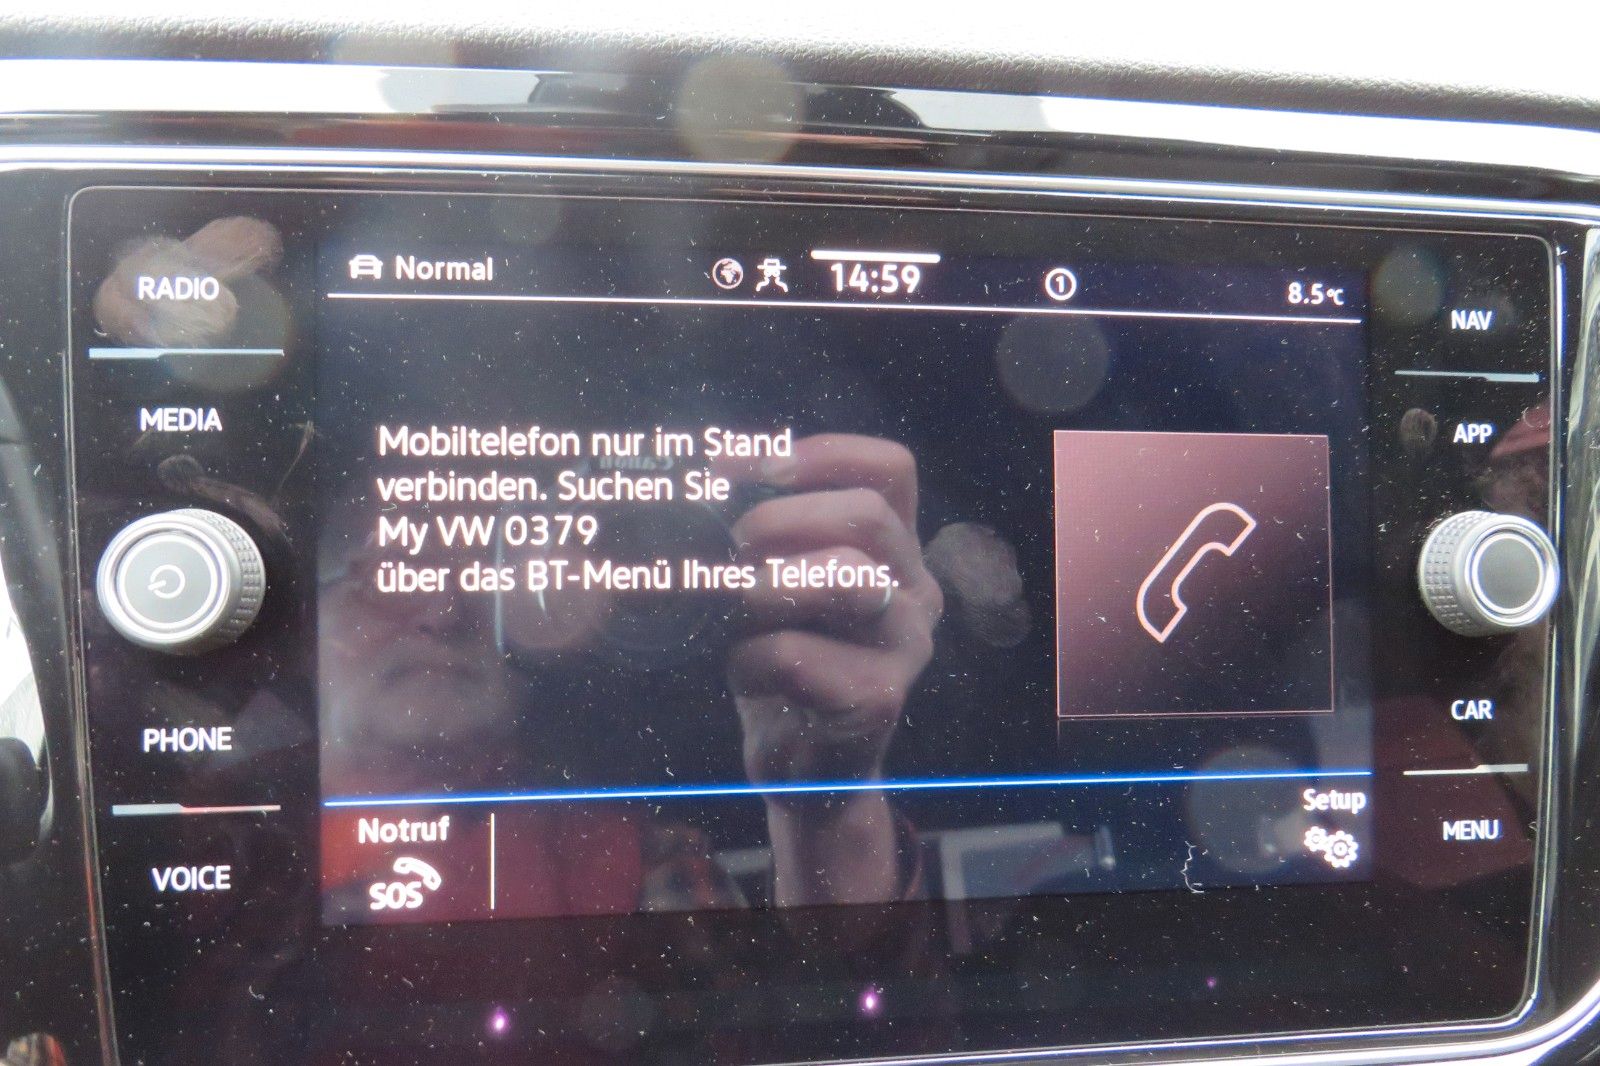 RADIO
MEDIA
PHONE
VOICE
Normal
14:59
1
8.5°C
Mobiltelefon nur im Stand
verbinden. Suchen Sie
My VW 0379
über das BT-Menü Ihres Telefons.
Notruf
SOS
Setup
NAV
APP
CAR
MENU